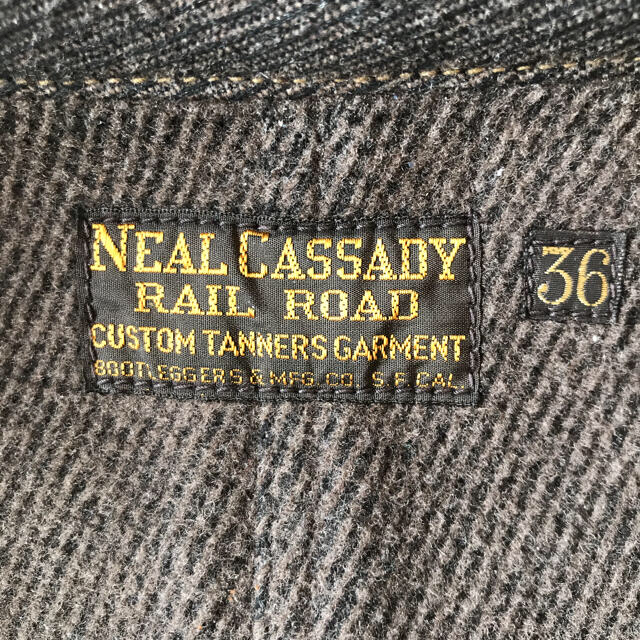 NEAL CASSADY
RAIL ROAD
CUSTOM TANNERS GARMENT
BOOTLEGGERS & MFG. CO. S.F. CAL
36